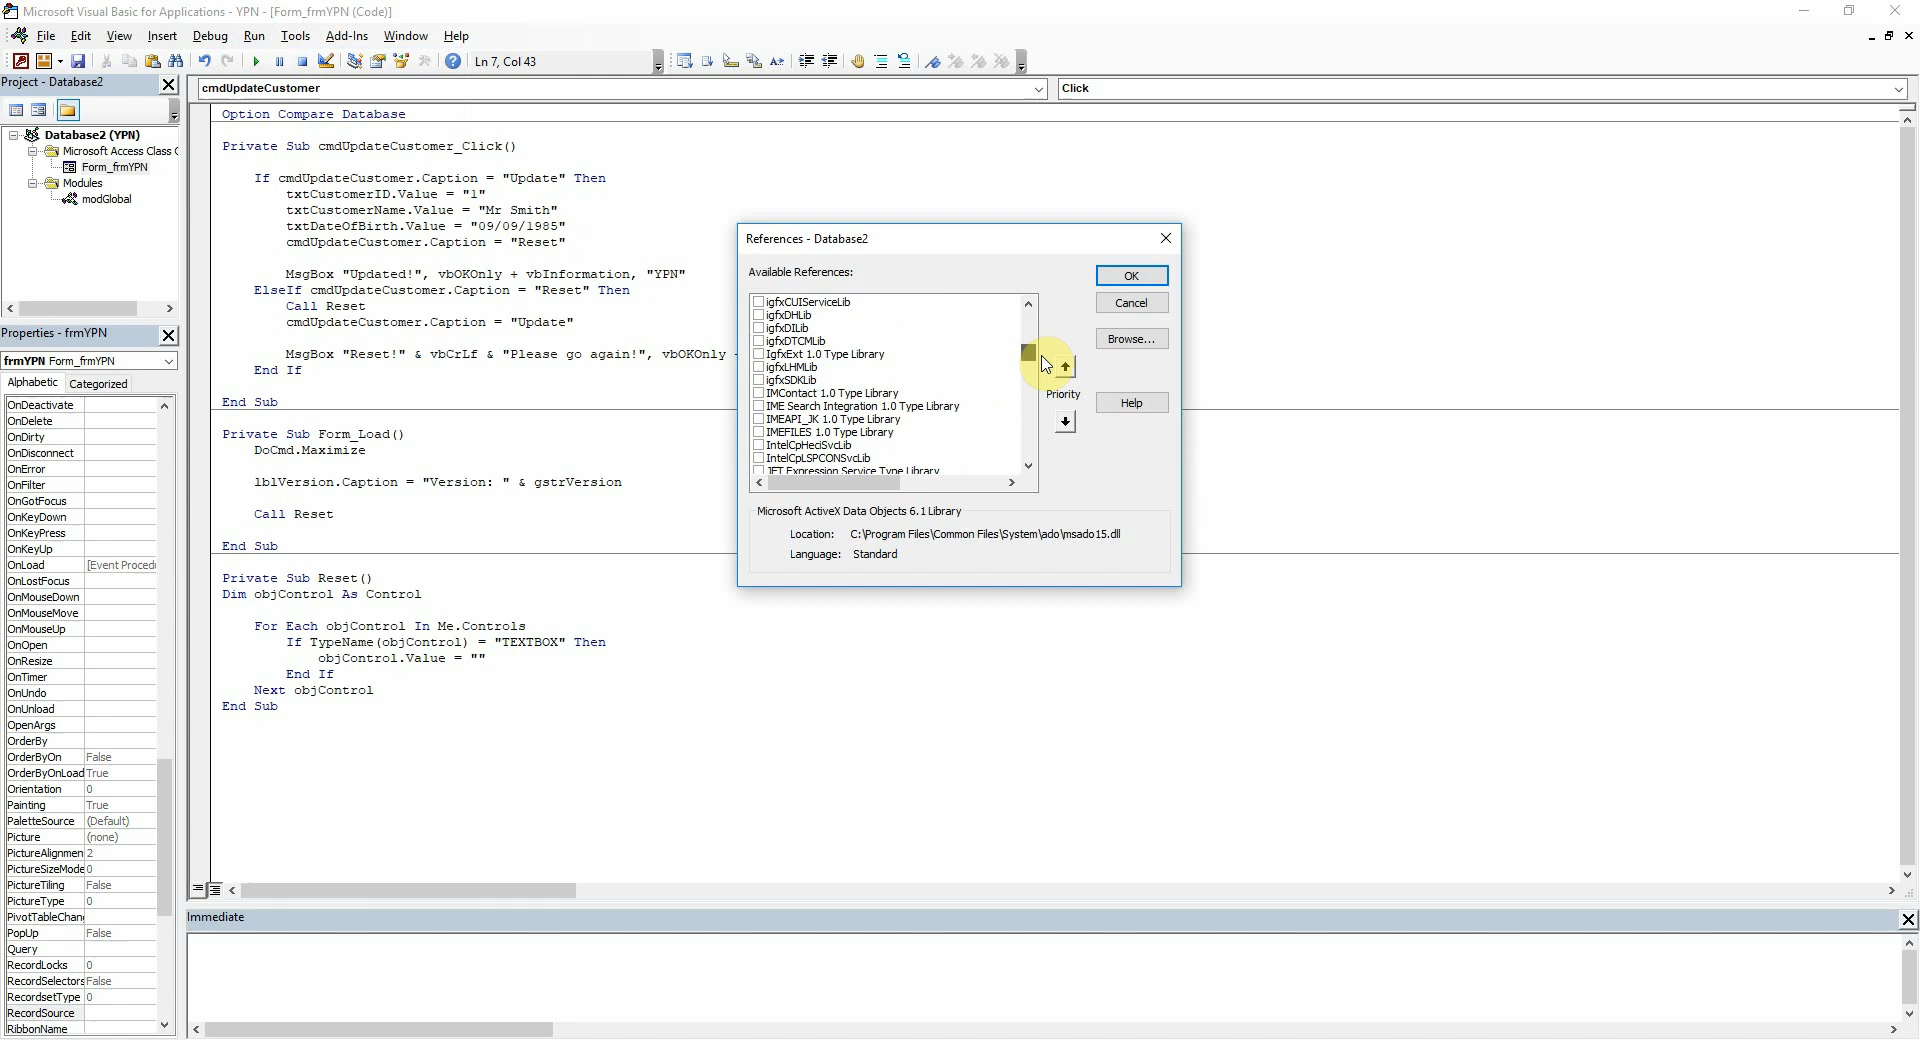 Microsoft Visual Basic for Applications - YPN - [Form_frmYPN (Code)]
File Edit View Insert Debug Run Tools Add-Ins Window Help
Ln 7, Col 43
Project - Database2
cmdUpdateCustomer
Click
Database2 (YPN)
Microsoft Access Class
Form_frmYPN
Modules
modGlobal
Properties - frmYPN
frmYPN Form_frmYPN
Alphabetic Categorized
OnDeactivate
OnDelete
OnDirty
OnDisconnect
OnError
OnFilter
OnGotFocus
OnKeyDown
OnKeyPress
OnKeyUp
OnLoad [Event Proced
OnLostFocus
OnMouseDown
OnMouseMove
OnMouseUp
OnOpen
OnResize
OnTimer
OnUndo
OnUnload
OpenArgs
OrderBy
OrderByOn False
OrderByOnLoad True
Orientation 0
Painting True
PaletteSource (Default)
Picture (none)
PictureAlignmen 2
PictureSizeMode 0
PictureTiling False
PictureType 0
PivotTableChan
PopUp False
Query
RecordLocks 0
RecordSelectors False
RecordsetType 0
RecordSource
RibbonName
Option Compare Database
Private Sub cmdUpdateCustomer_Click()
If cmdUpdateCustomer.Caption = "Update" Then
txtCustomerID.Value = "1"
txtCustomerName.Value = "Mr Smith"
txtDateOfBirth.Value = "09/09/1985"
cmdUpdateCustomer.Caption = "Reset"
MsgBox "Updated!", vbOKOnly + vbInformation, "YPN"
ElseIf cmdUpdateCustomer.Caption = "Reset" Then
Call Reset
cmdUpdateCustomer.Caption = "Update"
MsgBox "Reset!" & vbCrLf & "Please go again!", vbOKOnly
End If
End Sub
Private Sub Form_Load()
DoCmd.Maximize
lblVersion.Caption = "Version: " & gstrVersion
Call Reset
End Sub
Private Sub Reset()
Dim objControl As Control
For Each objControl In Me.Controls
If TypeName(objControl) = "TEXTBOX" Then
objControl.Value = ""
End If
Next objControl
End Sub
References - Database2
Available References:
igfxCUIServiceLib
igfxDHLib
igfxDILib
igfxDTCMLib
IgfxExt 1.0 Type Library
igfxLHMLib
igfxSDKLib
IMContact 1.0 Type Library
IME Search Integration 1.0 Type Library
IMEAPI_JK 1.0 Type Library
IMEFILES 1.0 Type Library
IntelCpHeciSvcLib
IntelCpLSPCONSvcLib
JET Expression Service Type Library
OK
Cancel
Browse...
Priority
Help
Microsoft ActiveX Data Objects 6.1 Library
Location: C:\Program Files\Common Files\System\ado\msado15.dll
Language: Standard
Immediate